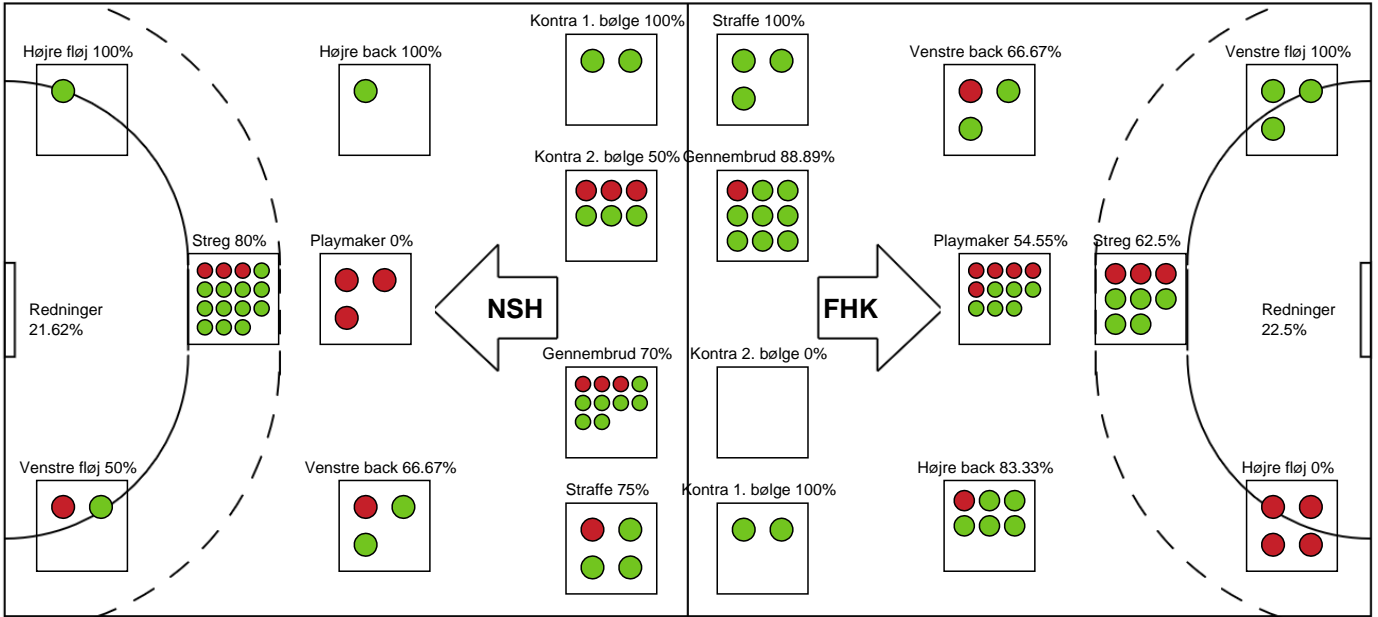 Kontra 1. bølge 100%
Straffe 100%
Højre fløj 100%
Højre back 100%
Venstre back 66.67%
Venstre fløj 100%
Kontra 2. bølge 50%
Gennembrud 88.89%
Streg 80%
Playmaker 0%
Playmaker 54.55%
Streg 62.5%
Redninger
21.62%
NSH
FHK
Redninger
22.5%
Gennembrud 70%
Kontra 2. bølge 0%
Venstre fløj 50%
Venstre back 66.67%
Højre back 83.33%
Højre fløj 0%
Straffe 75%
Kontra 1. bølge 100%